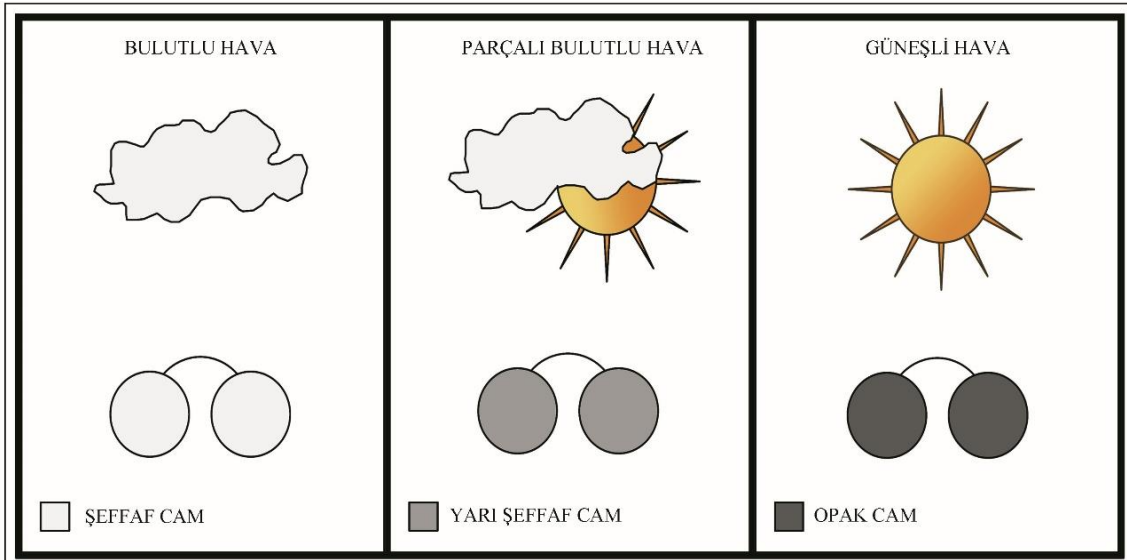 BULUTLU HAVA
PARÇALI BULUTLU HAVA
GÜNEŞLİ HAVA
ŞEFFAF CAM
YARI ŞEFFAF CAM
OPAK CAM